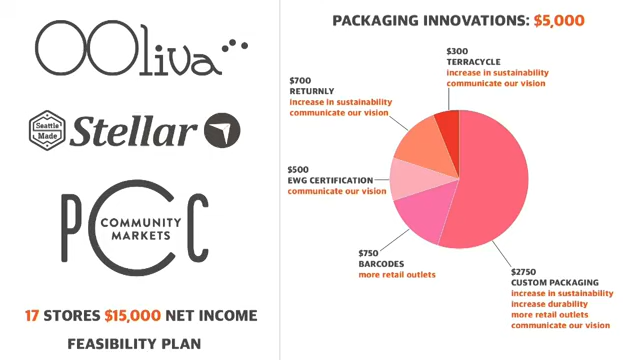 OOliva
Seattle
Made
Stellar
PCC
COMMUNITY
MARKETS
17 STORES $15,000 NET INCOME
FEASIBILITY PLAN
PACKAGING INNOVATIONS: $5,000
$300
TERRACYCLE
increase in sustainability
communicate our vision
$700
RETURNLY
increase in sustainability
communicate our vision
$500
EWG CERTIFICATION
communicate our vision
$750
BARCODES
more retail outlets
$2750
CUSTOM PACKAGING
increase in sustainability
increase durability
more retail outlets
communicate our vision